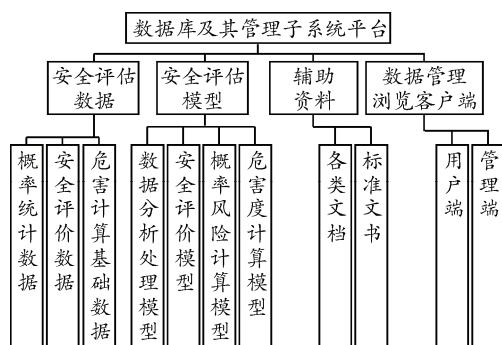 数据库及其管理子系统平台
安全评估
数据
安全评估
模型
辅助
资料
数据管理
浏览客户端
概率统计数据
安全评价数据
危害计算基础数据
数据分析处理模型
安全评价模型
概率风险计算模型
危害度计算模型
各类文档
标准文书
用户端
管理端